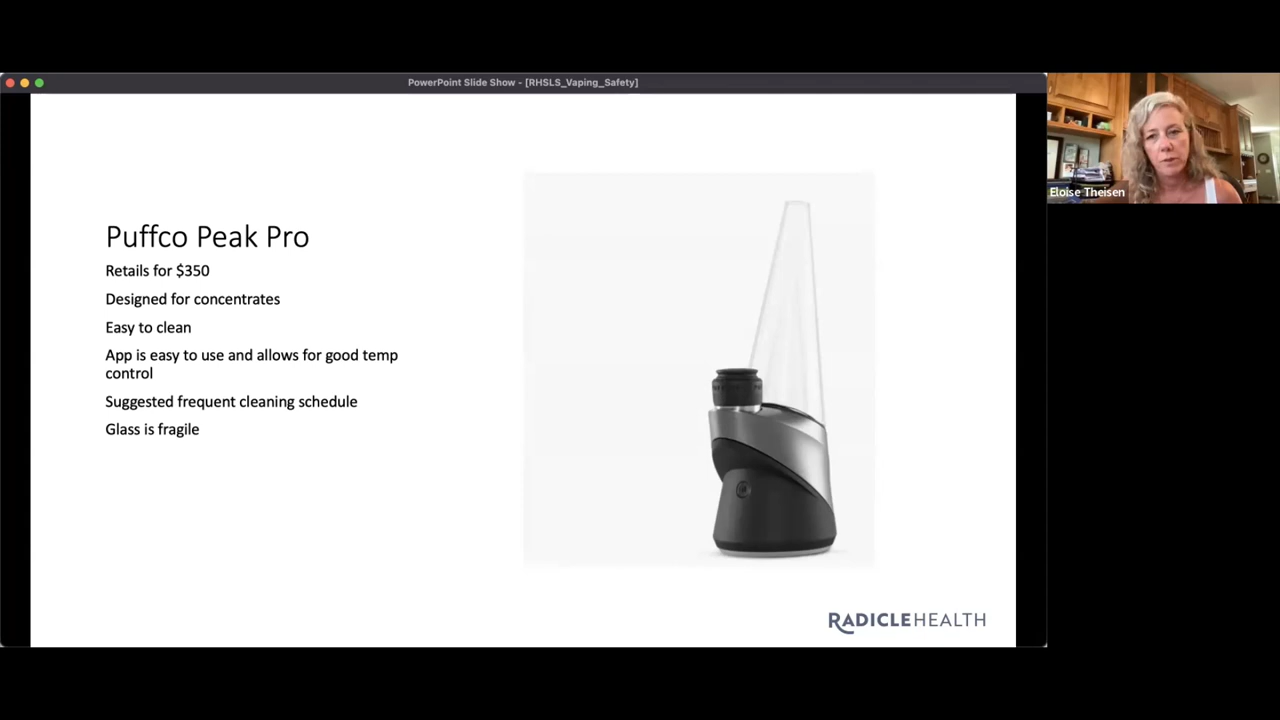 PowerPoint Slide Show - [RHSLS_Vaping_Safety]
Eloise Theisen
Puffco Peak Pro
Retails for $350
Designed for concentrates
Easy to clean
App is easy to use and allows for good temp
control
Suggested frequent cleaning schedule
Glass is fragile
RADICLEHEALTH